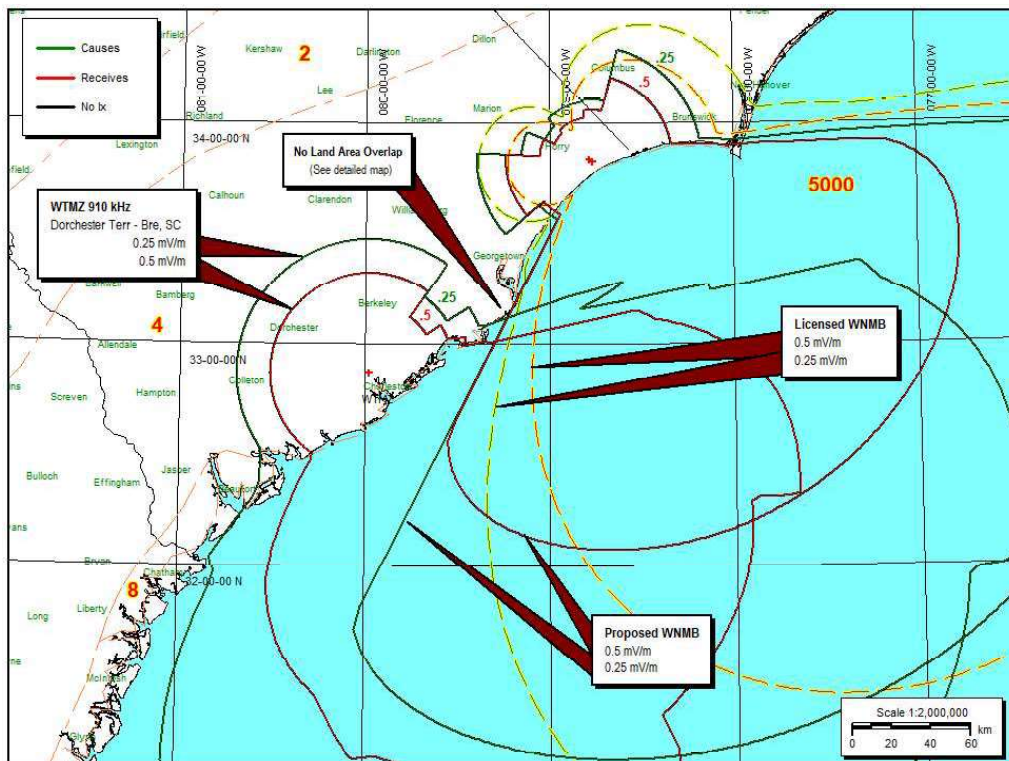 Causes
Receives
No Ix
Kershaw
2
Darlington
Dillon
Lee
Marion
Florence
Richland
Lexington
34-00-00 N
Columbus
.25
.5
Brunswick
Horry
077-00-00 W
5000
No Land Area Overlap
(See detailed map)
WTMZ 910 kHz
Dorchester Terr - Bre, SC
0.25 mV/m
0.5 mV/m
Calhoun
Clarendon
Georgetown
Bamberg
Berkeley
.25
.5
4
Dorchester
Allendale
33-00-00 N
Colleton
Hampton
Screven
Licensed WNMB
0.5 mV/m
0.25 mV/m
Bulloch
Effingham
Jasper
Beaufort
Bryan
Chatham
32-00-00 N
8
Long
Liberty
McIntosh
Proposed WNMB
0.5 mV/m
0.25 mV/m
Scale 1:2,000,000
0 20 40 60 km